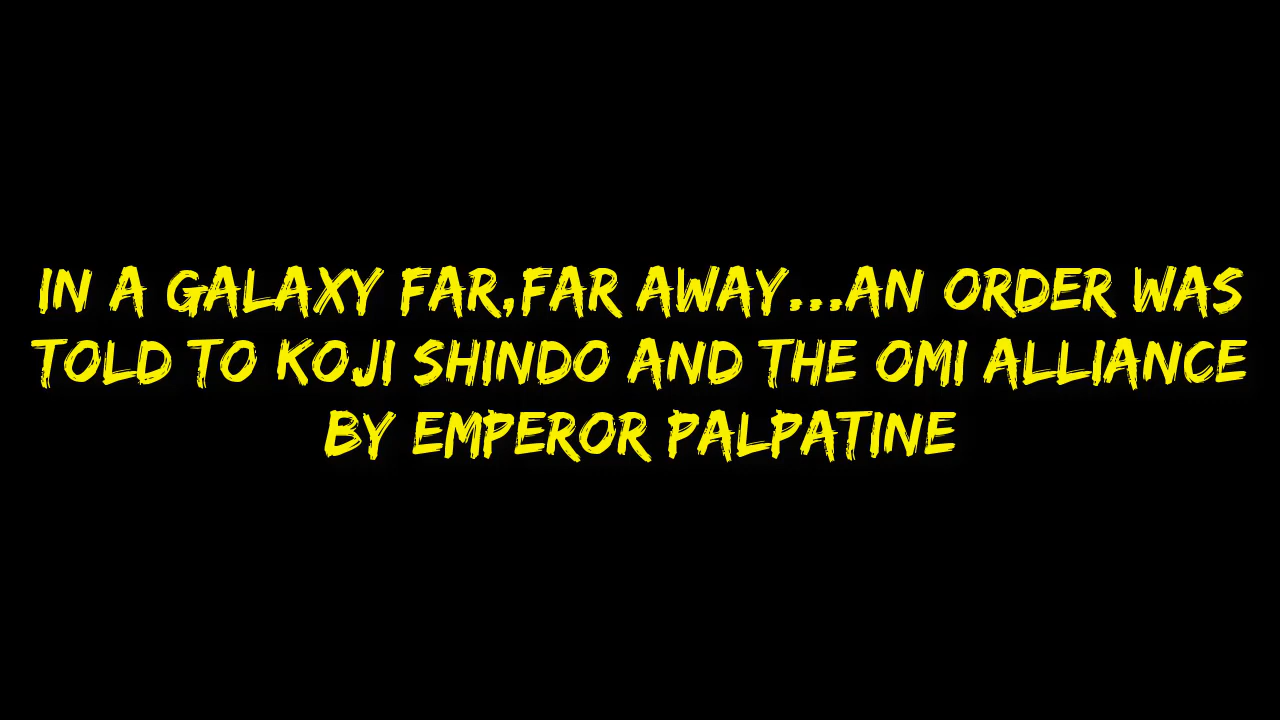 IN A GALAXY FAR,FAR AWAY...AN ORDER WAS
TOLD TO KOJI SHINDO AND THE OMI ALLIANCE
BY EMPEROR PALPATINE